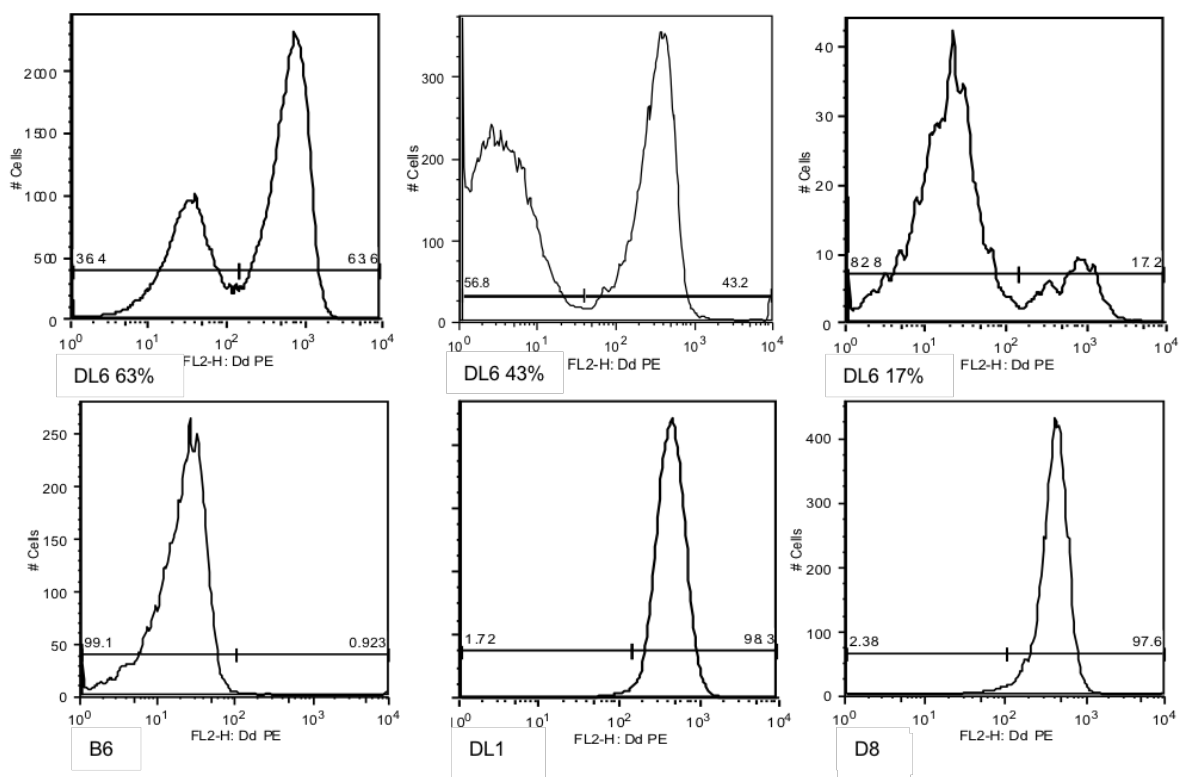 2000
1500
1000
500
0
# Cells
36.4
63.6
10^0 10^1 10^2 10^3 10^4
FL2-H: Dd PE
DL6 63%
300
200
100
0
# Cells
56.8
43.2
10^0 10^1 10^2 10^3 10^4
FL2-H: Dd PE
DL6 43%
40
30
20
10
0
# Cells
82.8
17.2
10^0 10^1 10^2 10^3 10^4
FL2-H: Dd PE
DL6 17%
250
200
150
100
50
0
# Cells
99.1
0.923
10^0 10^1 10^2 10^3 10^4
FL2-H: Dd PE
B6
1.72
98.3
10^0 10^1 10^2 10^3 10^4
FL2-H: Dd PE
DL1
400
300
200
100
0
# Cells
2.38
97.6
10^0 10^1 10^2 10^3 10^4
FL2-H: Dd PE
D8